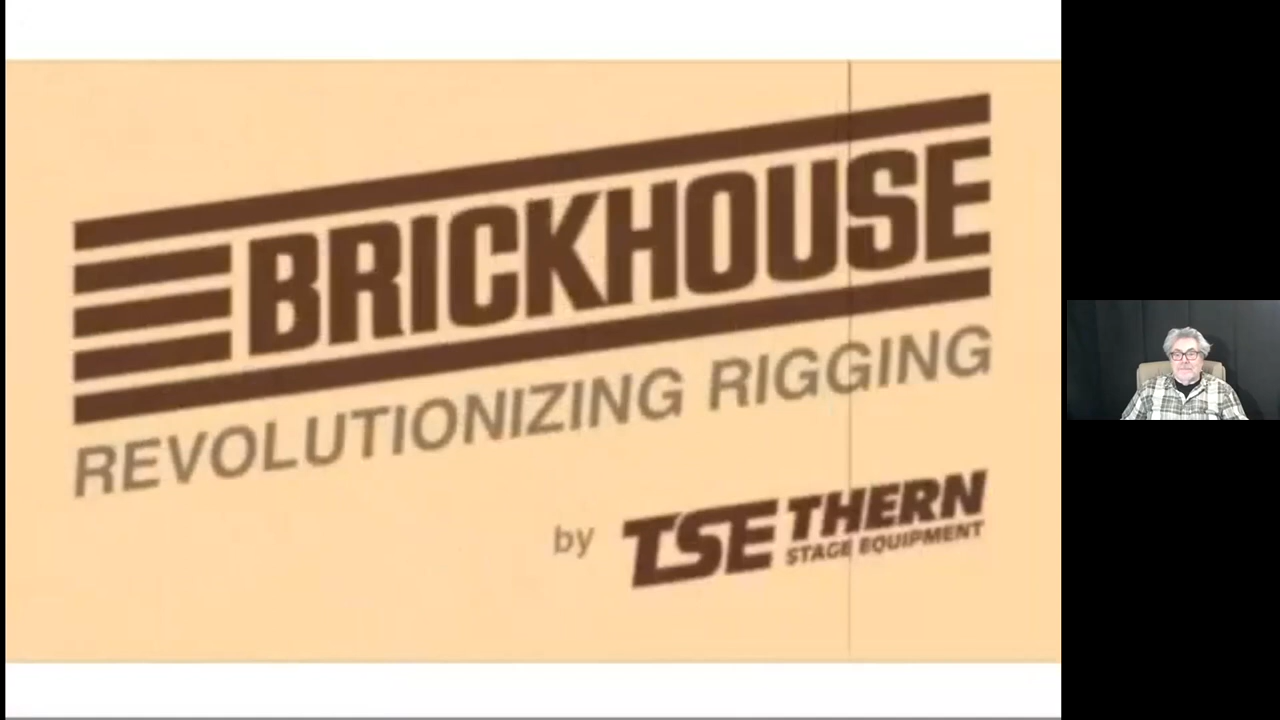 BRICKHOUSE
REVOLUTIONIZING RIGGING
by TSE THERN
STAGE EQUIPMENT